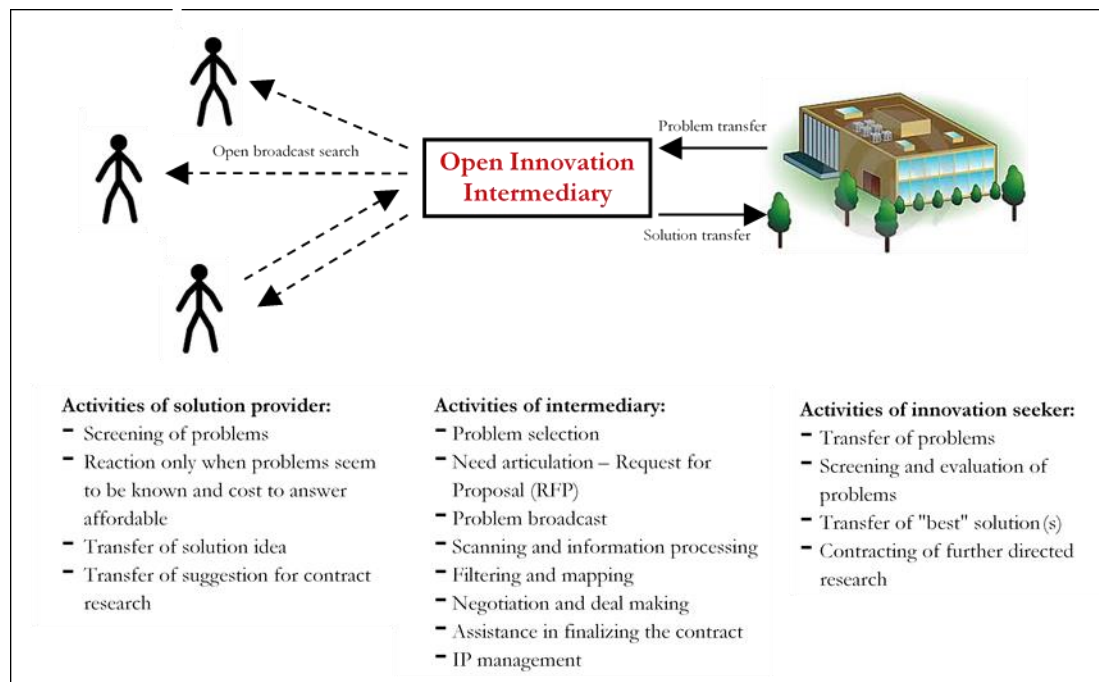 Open broadcast search
Open Innovation
Intermediary
Problem transfer
Solution transfer
Activities of solution provider:
- Screening of problems
- Reaction only when problems seem
to be known and cost to answer
affordable
- Transfer of solution idea
- Transfer of suggestion for contract
research
Activities of intermediary:
- Problem selection
- Need articulation – Request for
Proposal (RFP)
- Problem broadcast
- Scanning and information processing
- Filtering and mapping
- Negotiation and deal making
- Assistance in finalizing the contract
- IP management
Activities of innovation seeker:
- Transfer of problems
- Screening and evaluation of
problems
- Transfer of "best" solution(s)
- Contracting of further directed
research